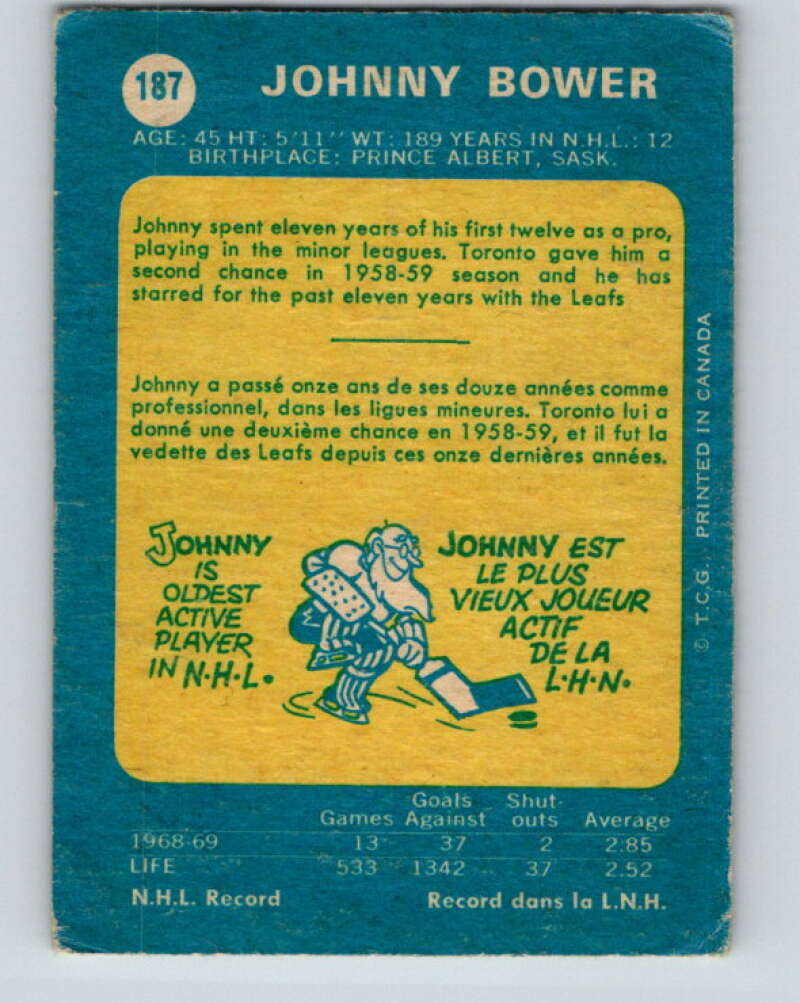 187
JOHNNY BOWER
AGE: 45 HT: 5'11" WT: 189 YEARS IN N.H.L.: 12
BIRTHPLACE: PRINCE ALBERT, SASK.
Johnny spent eleven years of his first twelve as a pro,
playing in the minor leagues. Toronto gave him a
second chance in 1958-59 season and he has
starred for the past eleven years with the Leafs
Johnny a passé onze ans de ses douze années comme
professionnel, dans les ligues mineures. Toronto lui a
donné une deuxième chance en 1958-59, et il fut la
vedette des Leafs depuis ces onze dernières années.
JOHNNY
IS
OLDEST
ACTIVE
PLAYER
IN N.H.L.
JOHNNY EST
LE PLUS
VIEUX JOUEUR
ACTIF
DE LA
L.H.N.
© T.C.G., PRINTED IN CANADA
Goals Shut-
Games Against outs Average
1968-69 13 37 2 2.85
LIFE 533 1342 37 2.52
N.H.L. Record Record dans la L.N.H.